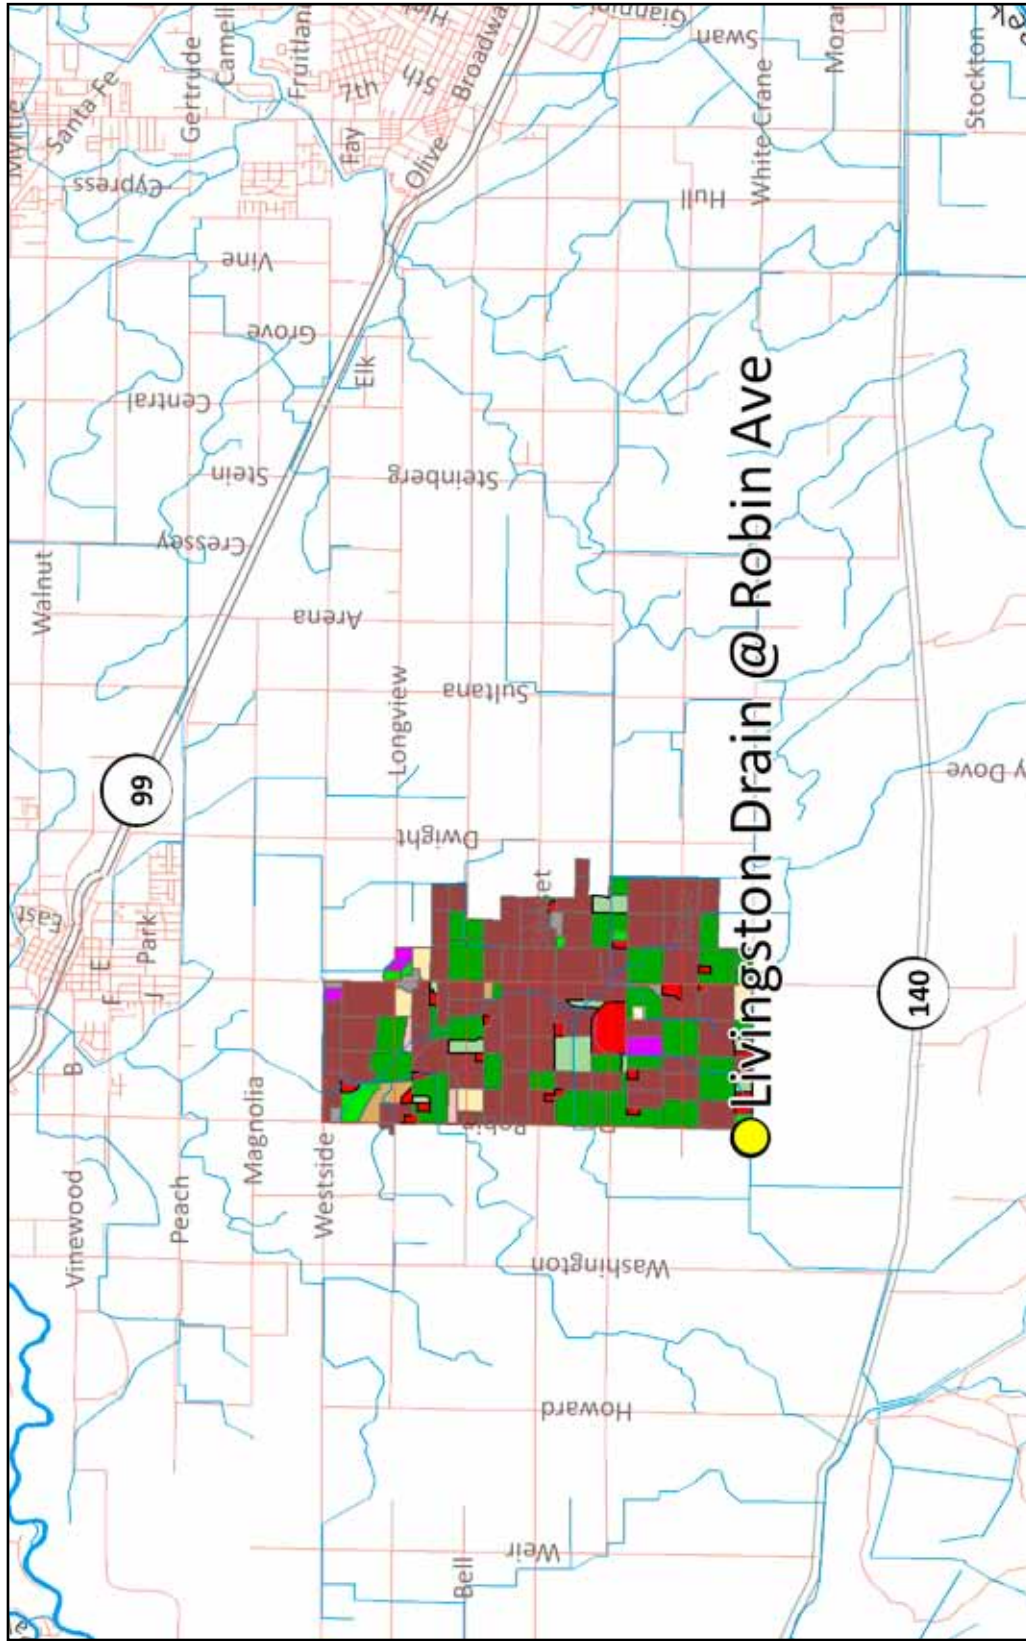 Santa Fe
Gertrude
Camell
Fruitland
7th
5th
Broadway
Giannini
Swan
Moran
Stockton
Cypress
Fay
Olive
Hull
White Crane
Vine
Grove
Elk
Central
Stein
Steinberg
Cressey
Walnut
Arena
Longview
Sultana
99
Dwight
y Dove
East
Park
E
F
J
B
set
140
Livingston Drain @ Robin Ave
Magnolia
Westside
Robin
Vinewood
Peach
Washington
Howard
Weir
Bell